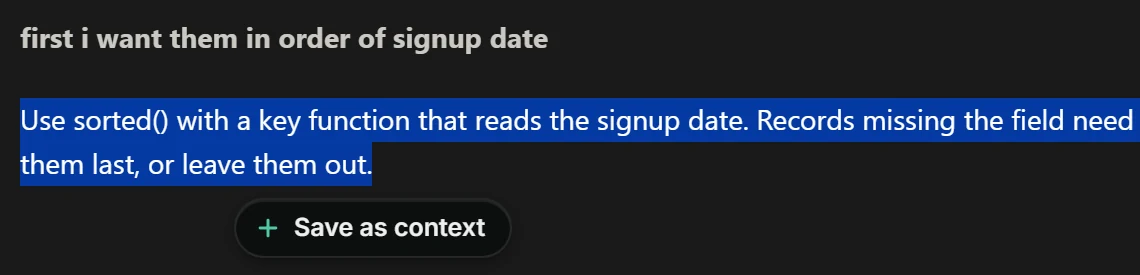 first i want them in order of signup date
Use sorted() with a key function that reads the signup date. Records missing the field need
them last, or leave them out.
+ Save as context